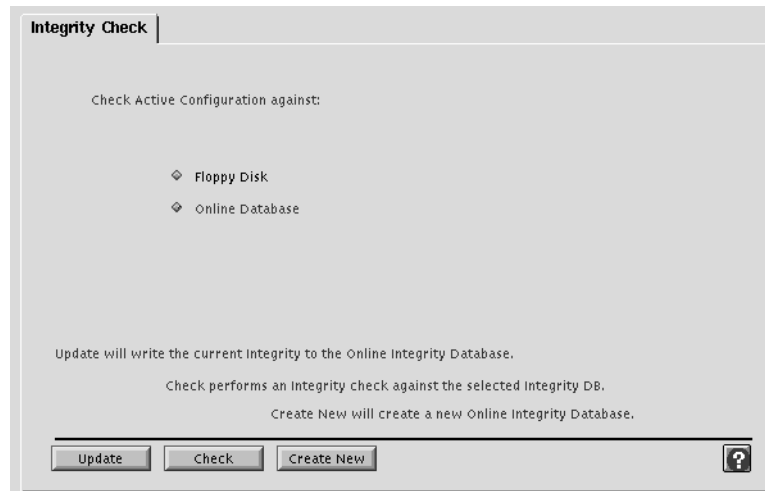 Integrity Check
Check Active Configuration against:
Floppy Disk
Online Database
Update will write the current Integrity to the Online Integrity Database.
Check performs an Integrity check against the selected Integrity DB.
Create New will create a new Online Integrity Database.
Update Check Create New ?